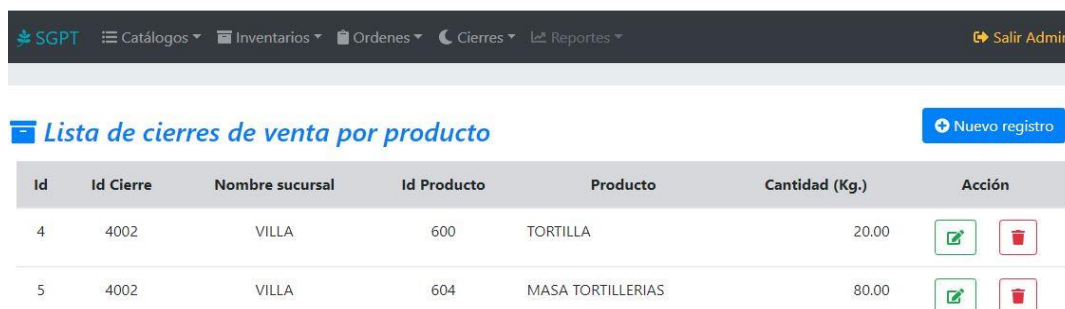 SGPT Catálogos Inventarios Ordenes Cierres Reportes Salir Admin
Lista de cierres de venta por producto Nuevo registro
Id Id Cierre Nombre sucursal Id Producto Producto Cantidad (Kg.) Acción
4 4002 VILLA 600 TORTILLA 20.00
5 4002 VILLA 604 MASA TORTILLERIAS 80.00